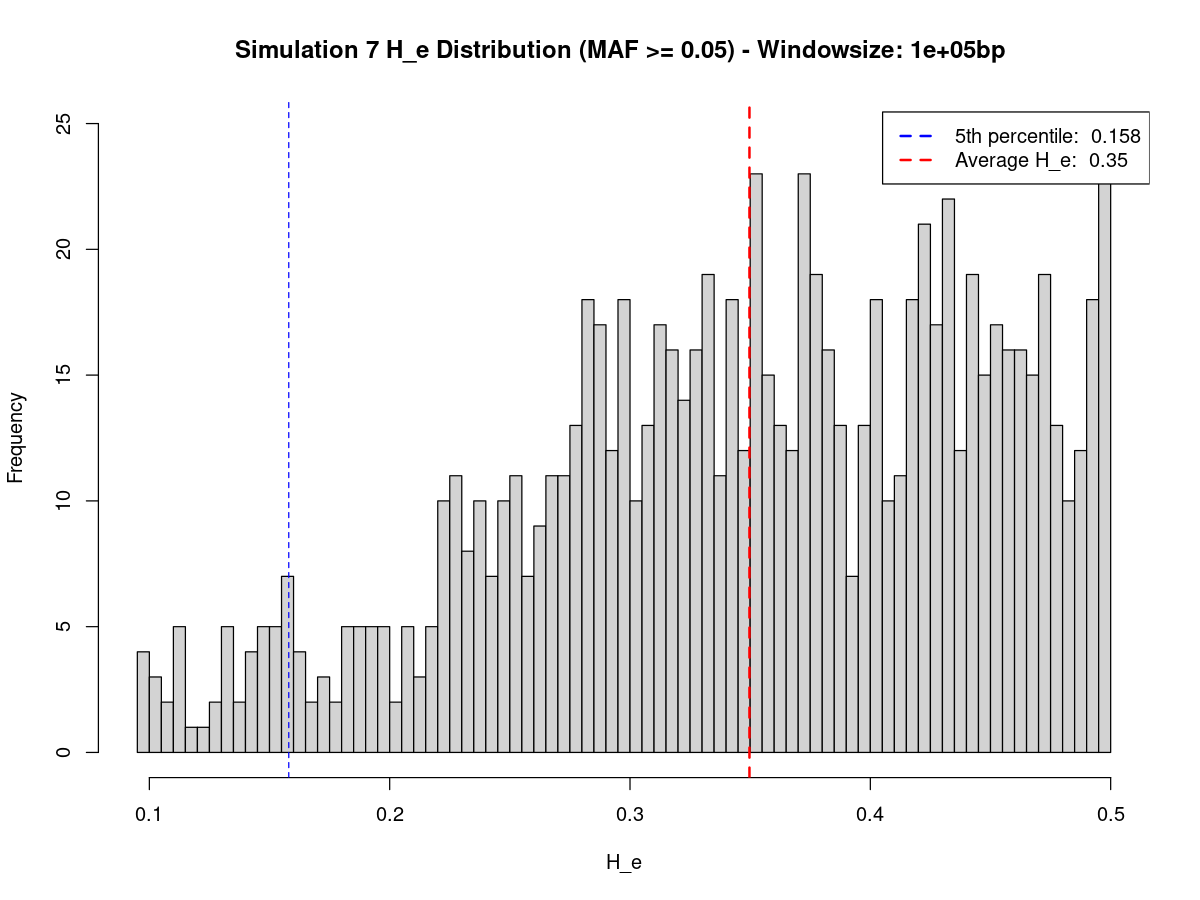 Simulation 7 H_e Distribution (MAF >= 0.05) - Windowsize: 1e+05bp
5th percentile:  0.158
Average H_e:  0.35
Frequency
25
20
15
10
5
0
0.1
0.2
0.3
0.4
0.5
H_e